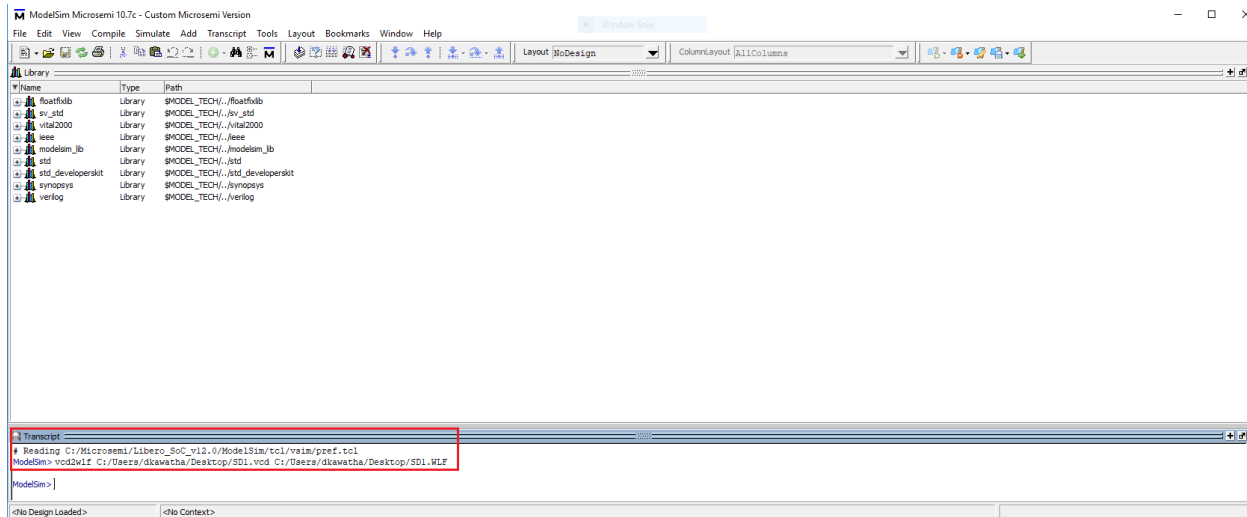 ModelSim Microsemi 10.7c - Custom Microsemi Version
Window Snip
File Edit View Compile Simulate Add Transcript Tools Layout Bookmarks Window Help
Layout NoDesign ColumnLayout AllColumns
Library
Name Type Path
floatfixlib Library $MODEL_TECH/../floatfixlib
sv_std Library $MODEL_TECH/../sv_std
vital2000 Library $MODEL_TECH/../vital2000
ieee Library $MODEL_TECH/../ieee
modelsim_lib Library $MODEL_TECH/../modelsim_lib
std Library $MODEL_TECH/../std
std_developerskit Library $MODEL_TECH/../std_developerskit
synopsys Library $MODEL_TECH/../synopsys
verilog Library $MODEL_TECH/../verilog
Transcript
# Reading C:/Microsemi/Libero_SoC_v12.0/ModelSim/tcl/vsim/pref.tcl
ModelSim> vcd2wlf C:/Users/dkawatha/Desktop/SD1.vcd C:/Users/dkawatha/Desktop/SD1.WLF
ModelSim>
<No Design Loaded> <No Context>